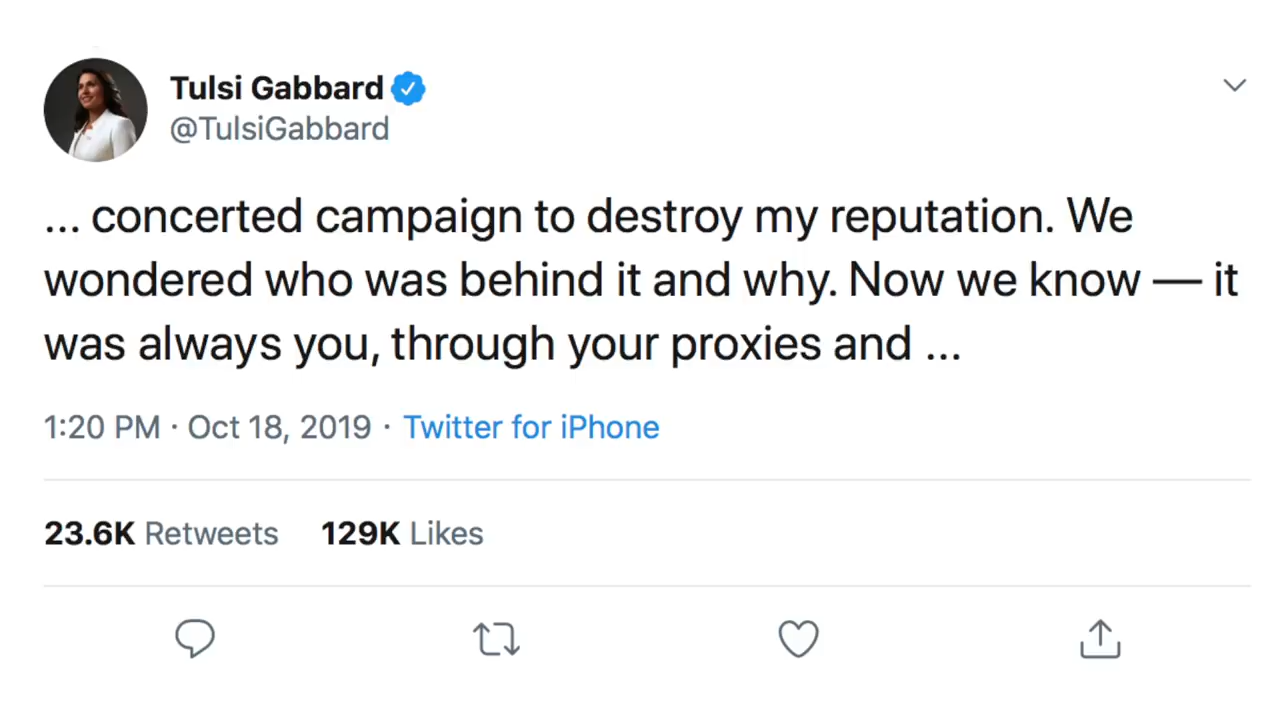 Tulsi Gabbard
@TulsiGabbard
... concerted campaign to destroy my reputation. We
wondered who was behind it and why. Now we know — it
was always you, through your proxies and ...
1:20 PM · Oct 18, 2019 · Twitter for iPhone
23.6K Retweets 129K Likes